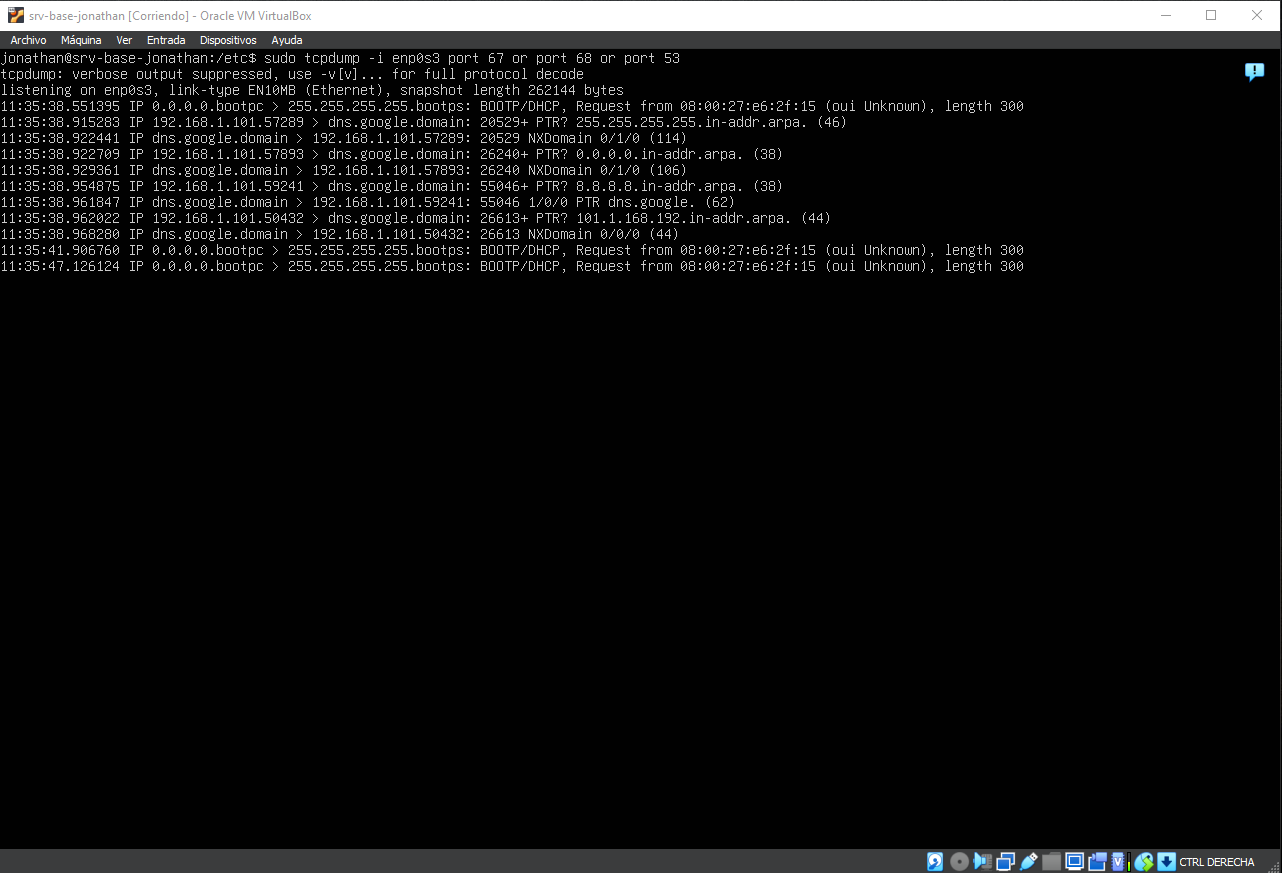 srv-base-jonathan [Corriendo] - Oracle VM VirtualBox
Archivo Máquina Ver Entrada Dispositivos Ayuda
jonathan@srv-base-jonathan:/etc$ sudo tcpdump -i enp0s3 port 67 or port 68 or port 53
tcpdump: verbose output suppressed, use -v[v]... for full protocol decode
listening on enp0s3, link-type EN10MB (Ethernet), snapshot length 262144 bytes
11:35:38.551395 IP 0.0.0.0.bootpc > 255.255.255.255.bootps: BOOTP/DHCP, Request from 08:00:27:e6:2f:15 (oui Unknown), length 300
11:35:38.915283 IP 192.168.1.101.57289 > dns.google.domain: 20529+ PTR? 255.255.255.255.in-addr.arpa. (46)
11:35:38.922441 IP dns.google.domain > 192.168.1.101.57289: 20529 NXDomain 0/1/0 (114)
11:35:38.922709 IP 192.168.1.101.57893 > dns.google.domain: 26240+ PTR? 0.0.0.0.in-addr.arpa. (38)
11:35:38.929361 IP dns.google.domain > 192.168.1.101.57893: 26240 NXDomain 0/1/0 (106)
11:35:38.954875 IP 192.168.1.101.59241 > dns.google.domain: 55046+ PTR? 8.8.8.8.in-addr.arpa. (38)
11:35:38.961847 IP dns.google.domain > 192.168.1.101.59241: 55046 1/0/0 PTR dns.google. (62)
11:35:38.962022 IP 192.168.1.101.50432 > dns.google.domain: 26613+ PTR? 101.1.168.192.in-addr.arpa. (44)
11:35:38.968280 IP dns.google.domain > 192.168.1.101.50432: 26613 NXDomain 0/0/0 (44)
11:35:41.906760 IP 0.0.0.0.bootpc > 255.255.255.255.bootps: BOOTP/DHCP, Request from 08:00:27:e6:2f:15 (oui Unknown), length 300
11:35:47.126124 IP 0.0.0.0.bootpc > 255.255.255.255.bootps: BOOTP/DHCP, Request from 08:00:27:e6:2f:15 (oui Unknown), length 300
CTRL DERECHA